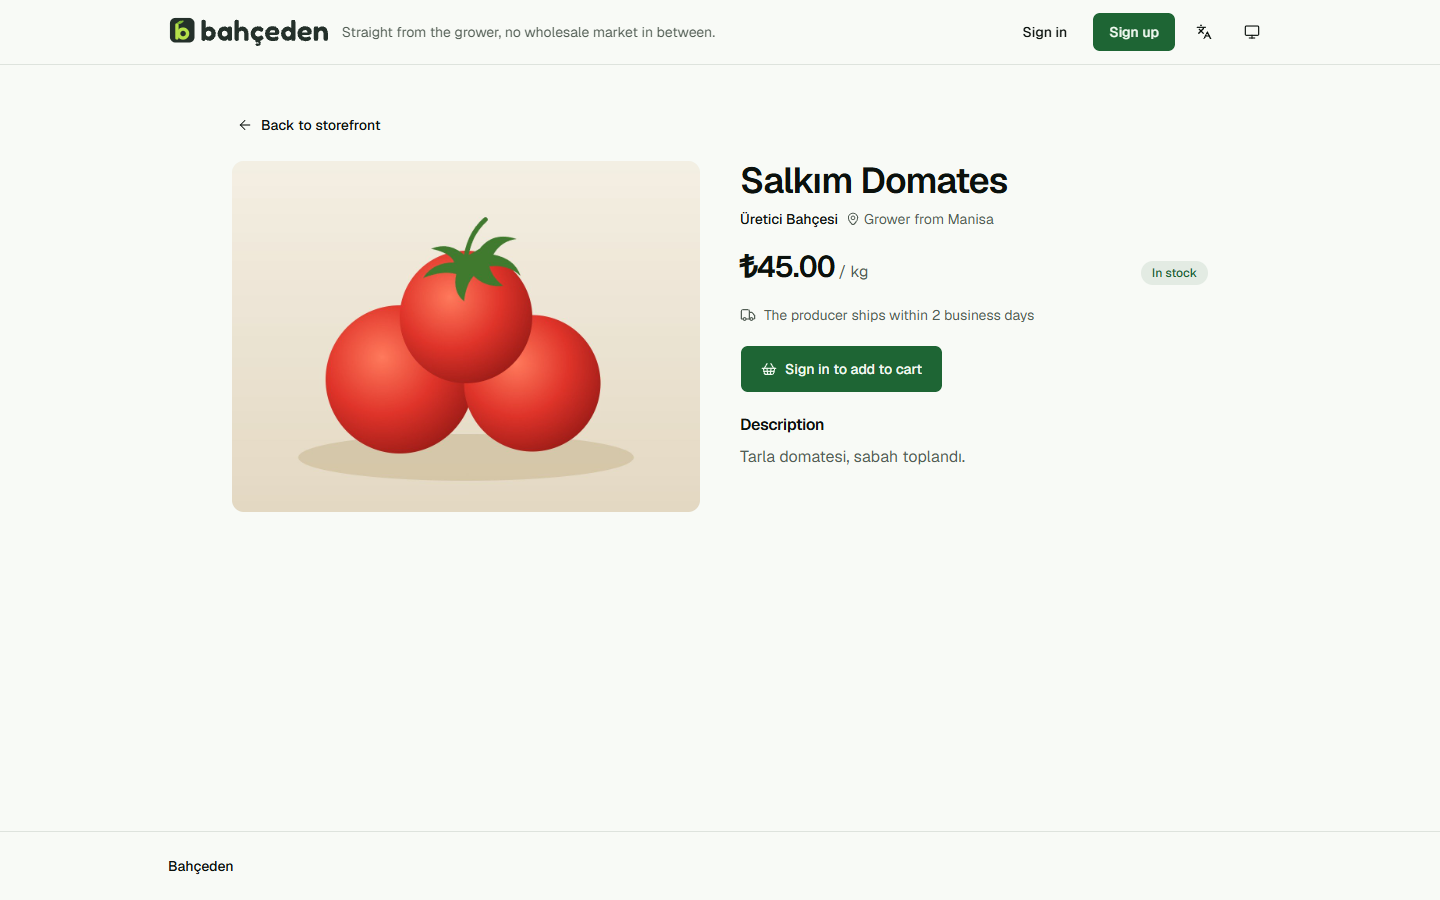 bahçeden Straight from the grower, no wholesale market in between. Sign in Sign up
Back to storefront
Salkım Domates
Üretici Bahçesi Grower from Manisa
₺45.00 / kg In stock
The producer ships within 2 business days
Sign in to add to cart
Description
Tarla domatesi, sabah toplandı.
Bahçeden